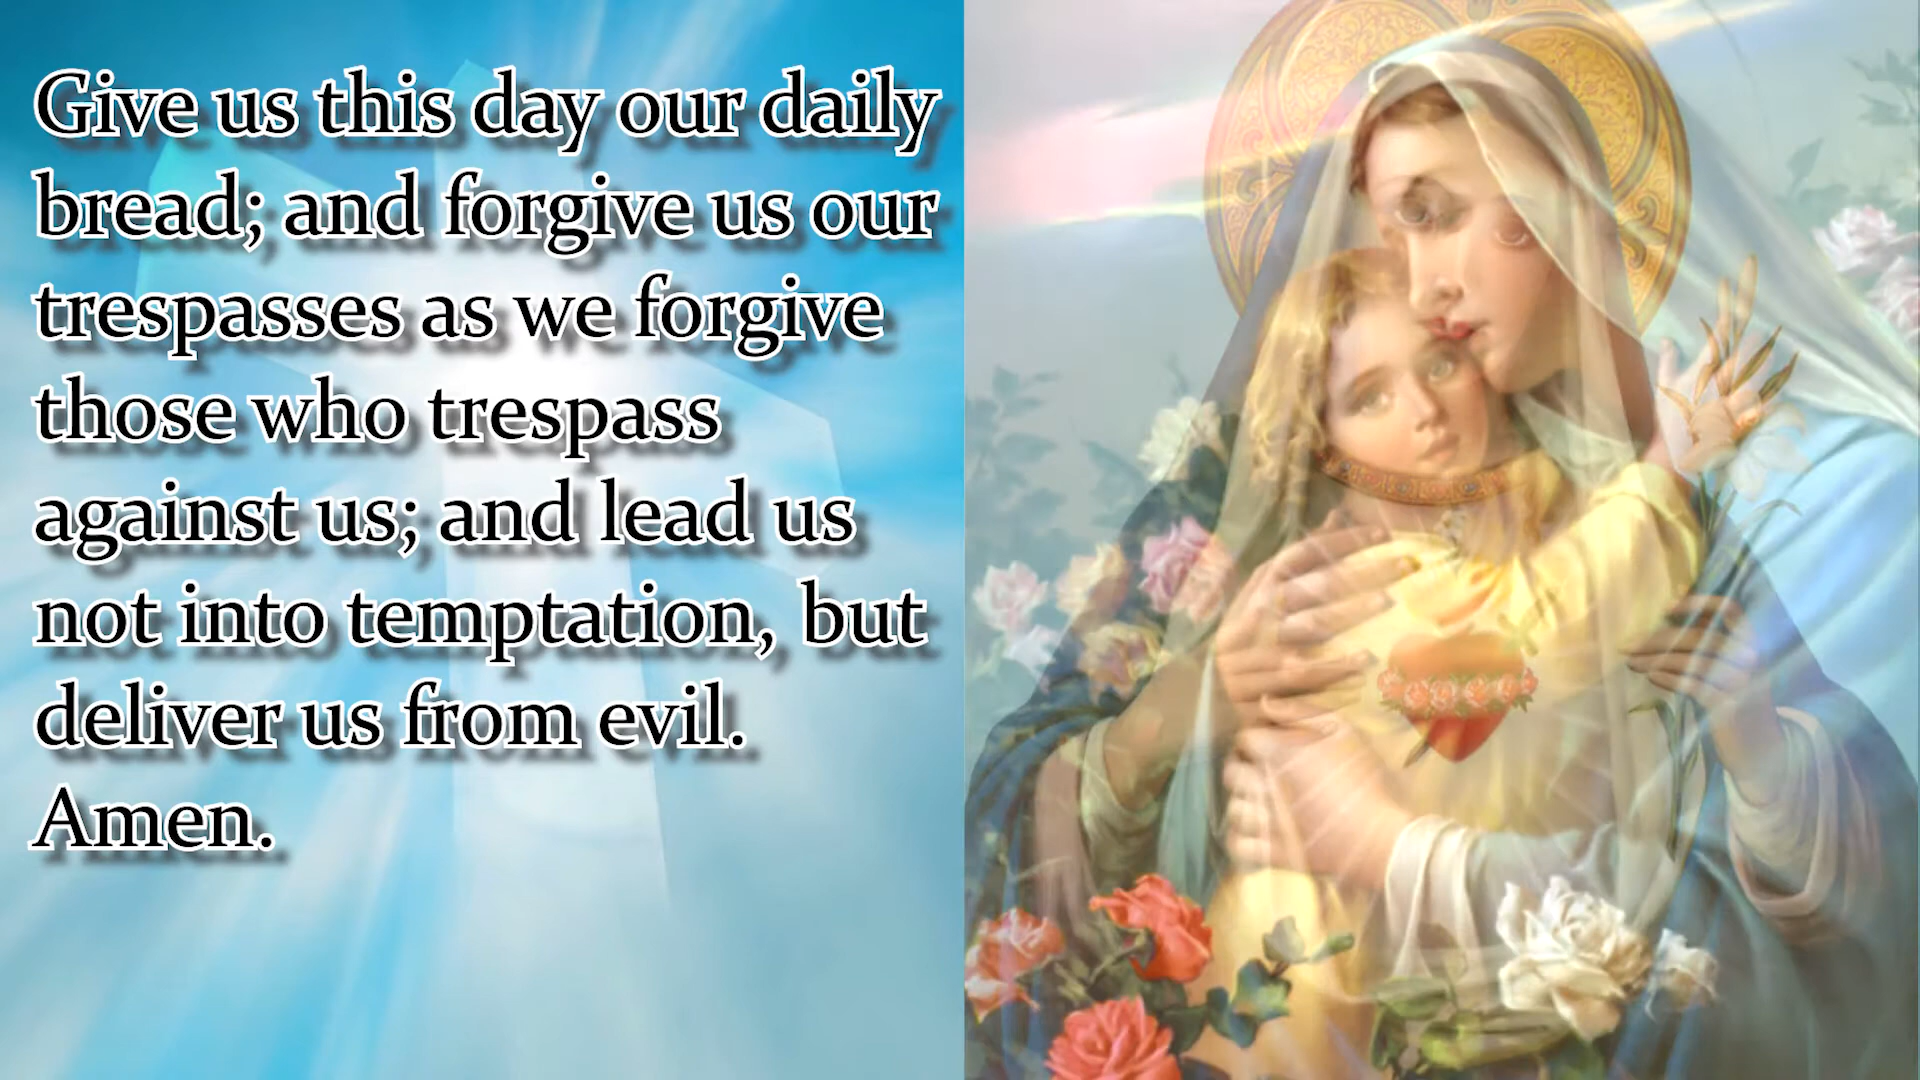 Give us this day our daily
bread; and forgive us our
trespasses as we forgive
those who trespass
against us; and lead us
not into temptation, but
deliver us from evil.
Amen.